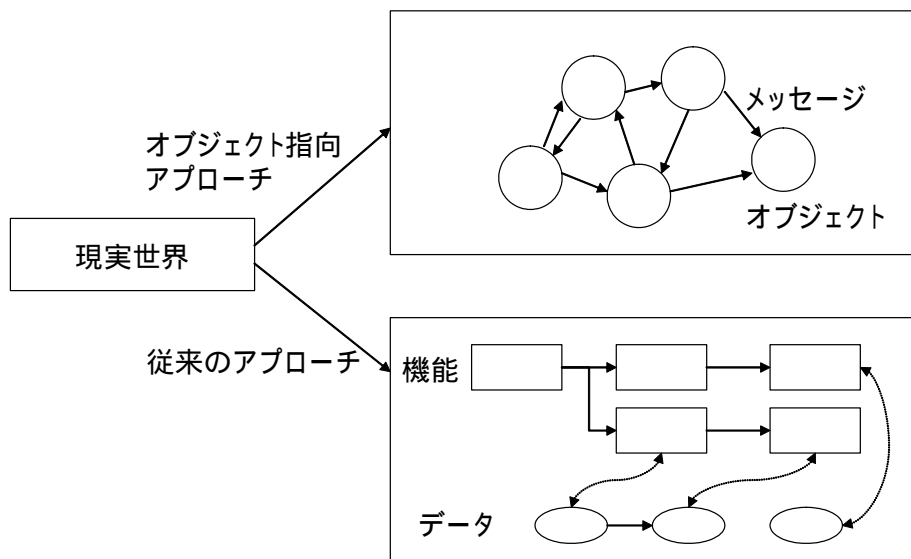 メッセージ
オブジェクト指向
アプローチ
オブジェクト
現実世界
従来のアプローチ
機能
データ